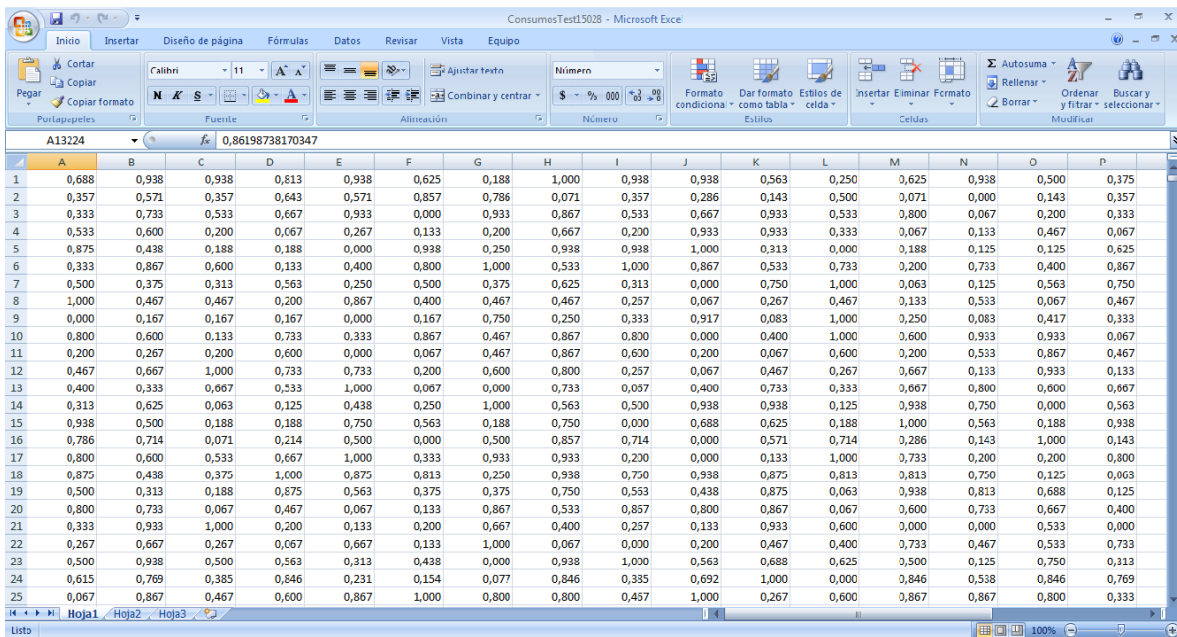 ConsumosTest15028 - Microsoft Excel
Inicio Insertar Diseño de página Fórmulas Datos Revisar Vista Equipo
Pegar Cortar Copiar Copiar formato
Portapapeles
Calibri 11 N K S
Fuente
Ajustar texto
Combinar y centrar
Alineación
Número
$ % 000
Número
Formato condicional Dar formato como tabla Estilos de celda
Estilos
Insertar Eliminar Formato
Celdas
Autosuma Rellenar Borrar Ordenar y filtrar Buscar y seleccionar
Modificar
A13224 fx 0,86198738170347
A B C D E F G H I J K L M N O P
1 0,688 0,938 0,938 0,813 0,938 0,625 0,188 1,000 0,938 0,938 0,563 0,250 0,625 0,938 0,500 0,375
2 0,357 0,571 0,357 0,643 0,571 0,857 0,786 0,071 0,357 0,286 0,143 0,500 0,071 0,000 0,143 0,357
3 0,333 0,733 0,533 0,667 0,933 0,000 0,933 0,867 0,533 0,667 0,933 0,533 0,800 0,067 0,200 0,333
4 0,533 0,600 0,200 0,067 0,267 0,133 0,200 0,667 0,200 0,933 0,933 0,333 0,067 0,133 0,467 0,067
5 0,875 0,438 0,188 0,188 0,000 0,938 0,250 0,938 0,938 1,000 0,313 0,000 0,188 0,125 0,125 0,625
6 0,333 0,867 0,600 0,133 0,400 0,800 1,000 0,533 1,000 0,867 0,533 0,733 0,200 0,733 0,400 0,867
7 0,500 0,375 0,313 0,563 0,250 0,500 0,375 0,625 0,313 0,000 0,750 1,000 0,063 0,125 0,563 0,750
8 1,000 0,467 0,467 0,200 0,867 0,400 0,467 0,467 0,267 0,067 0,267 0,467 0,133 0,533 0,067 0,467
9 0,000 0,167 0,167 0,167 0,000 0,167 0,750 0,250 0,333 0,917 0,083 1,000 0,250 0,083 0,417 0,333
10 0,800 0,600 0,133 0,733 0,333 0,867 0,467 0,867 0,800 0,000 0,400 1,000 0,600 0,933 0,933 0,067
11 0,200 0,267 0,200 0,600 0,000 0,067 0,467 0,867 0,600 0,200 0,067 0,600 0,200 0,533 0,867 0,467
12 0,467 0,667 1,000 0,733 0,733 0,200 0,600 0,800 0,267 0,067 0,467 0,267 0,667 0,133 0,933 0,133
13 0,400 0,333 0,667 0,533 1,000 0,067 0,000 0,733 0,067 0,400 0,733 0,333 0,667 0,800 0,600 0,667
14 0,313 0,625 0,063 0,125 0,438 0,250 1,000 0,563 0,500 0,938 0,938 0,125 0,938 0,750 0,000 0,563
15 0,938 0,500 0,188 0,188 0,750 0,563 0,188 0,750 0,000 0,688 0,625 0,188 1,000 0,563 0,188 0,938
16 0,786 0,714 0,071 0,214 0,500 0,000 0,500 0,857 0,714 0,000 0,571 0,714 0,286 0,143 1,000 0,143
17 0,800 0,600 0,533 0,667 1,000 0,333 0,933 0,933 0,200 0,000 0,133 1,000 0,733 0,200 0,200 0,800
18 0,875 0,438 0,375 1,000 0,875 0,813 0,250 0,938 0,750 0,938 0,875 0,813 0,813 0,750 0,125 0,063
19 0,500 0,313 0,188 0,875 0,563 0,375 0,375 0,750 0,563 0,438 0,875 0,063 0,938 0,813 0,688 0,125
20 0,800 0,733 0,067 0,467 0,067 0,133 0,867 0,533 0,867 0,800 0,867 0,067 0,600 0,733 0,667 0,400
21 0,333 0,933 1,000 0,200 0,133 0,200 0,667 0,400 0,267 0,133 0,933 0,600 0,000 0,000 0,533 0,000
22 0,267 0,667 0,267 0,067 0,667 0,133 1,000 0,067 0,000 0,200 0,467 0,400 0,733 0,467 0,533 0,733
23 0,500 0,938 0,500 0,563 0,313 0,438 0,000 0,938 1,000 0,563 0,688 0,625 0,500 0,125 0,750 0,313
24 0,615 0,769 0,385 0,846 0,231 0,154 0,077 0,846 0,385 0,692 1,000 0,000 0,846 0,538 0,846 0,769
25 0,067 0,867 0,467 0,600 0,867 1,000 0,800 0,800 0,467 1,000 0,267 0,600 0,867 0,867 0,800 0,333
Hoja1 Hoja2 Hoja3
Listo 100%